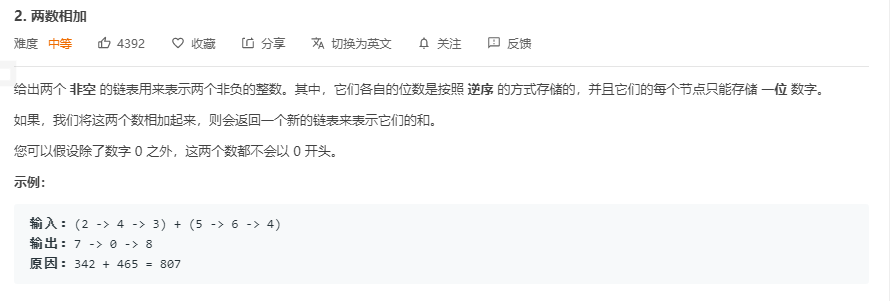 2. 两数相加
难度 中等 4392 收藏 分享 切换为英文 关注 反馈
给出两个 非空 的链表用来表示两个非负的整数。其中，它们各自的位数是按照 逆序 的方式存储的，并且它们的每个节点只能存储 一位 数字。
如果，我们将这两个数相加起来，则会返回一个新的链表来表示它们的和。
您可以假设除了数字 0 之外，这两个数都不会以 0 开头。
示例：
输入：(2 -> 4 -> 3) + (5 -> 6 -> 4)
输出：7 -> 0 -> 8
原因：342 + 465 = 807